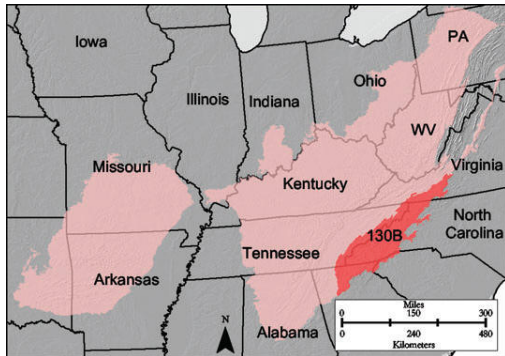 PA
Iowa
Ohio
Illinois
Indiana
WV
Missouri
Virginia
Kentucky
North
Carolina
130B
Tennessee
Arkansas
N
Alabama
Miles
0 150 300
0 240 480
Kilometers